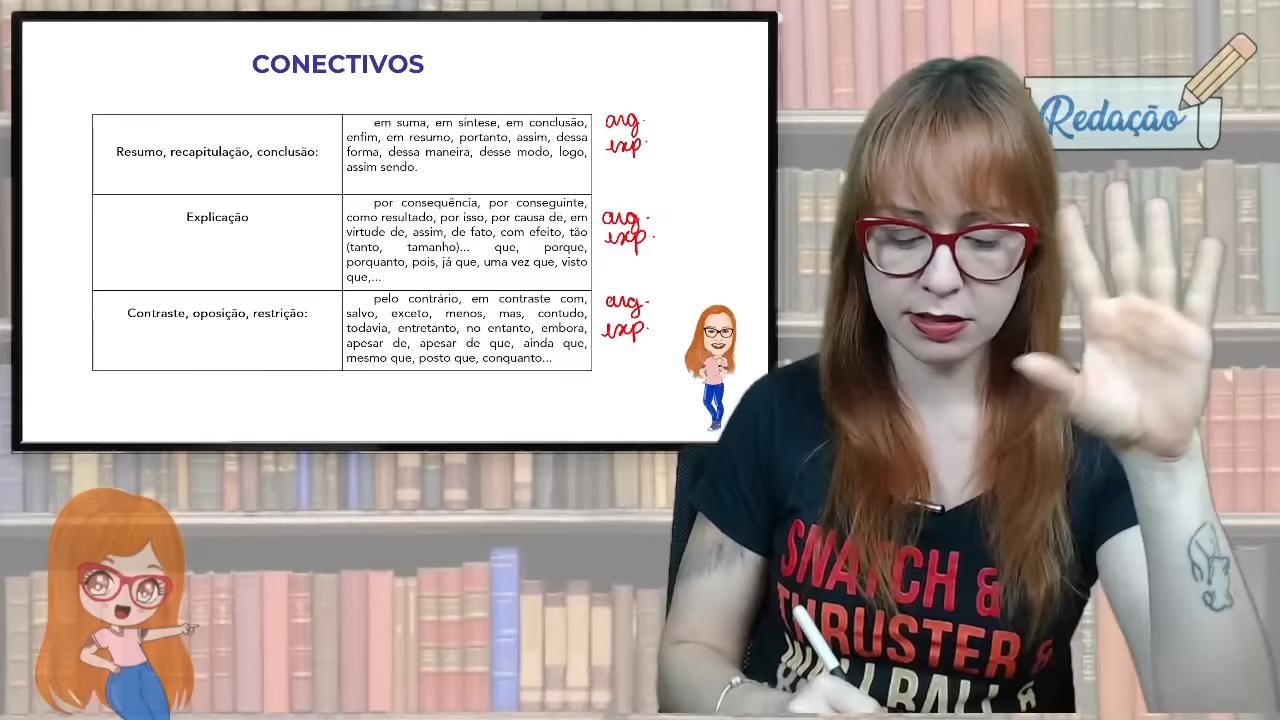 CONECTIVOS
Resumo, recapitulação, conclusão:
em suma, em síntese, em conclusão,
enfim, em resumo, portanto, assim, dessa
forma, dessa maneira, desse modo, logo,
assim sendo.
arg.
exp.
Explicação
por consequência, por conseguinte,
como resultado, por isso, por causa de, em
virtude de, assim, de fato, com efeito, tão
(tanto, tamanho)... que, porque,
porquanto, pois, já que, uma vez que, visto
que,...
arg.
exp.
Contraste, oposição, restrição:
pelo contrário, em contraste com,
salvo, exceto, menos, mas, contudo,
todavia, entretanto, no entanto, embora,
apesar de, apesar de que, ainda que,
mesmo que, posto que, conquanto...
arg.
exp.
Redação
SNATCH &
THRUSTER &
WALLBALL &